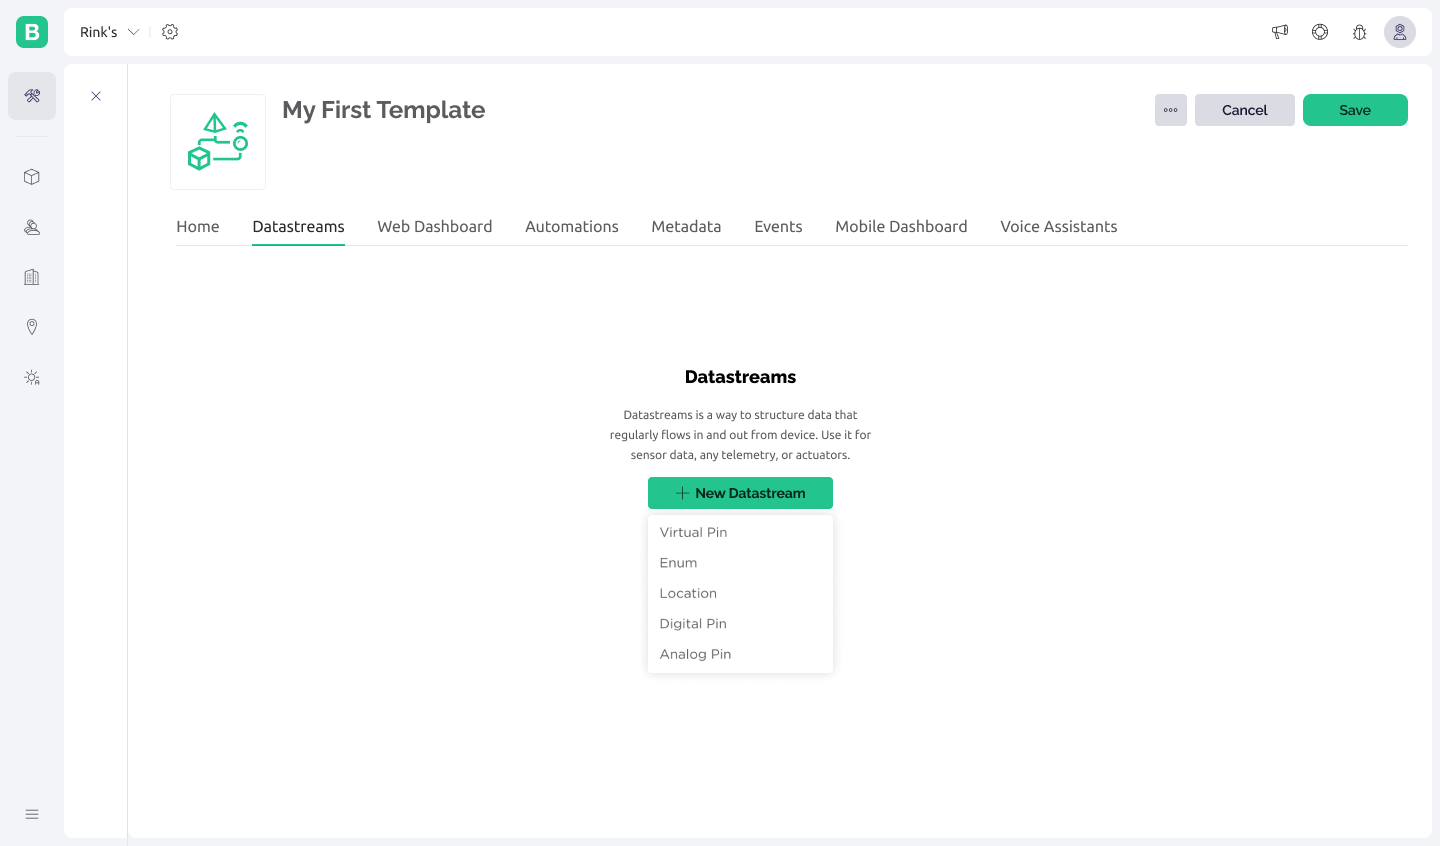 B
Rink's
My First Template
Cancel
Save
Home
Datastreams
Web Dashboard
Automations
Metadata
Events
Mobile Dashboard
Voice Assistants
Datastreams
Datastreams is a way to structure data that
regularly flows in and out from device. Use it for
sensor data, any telemetry, or actuators.
New Datastream
Virtual Pin
Enum
Location
Digital Pin
Analog Pin